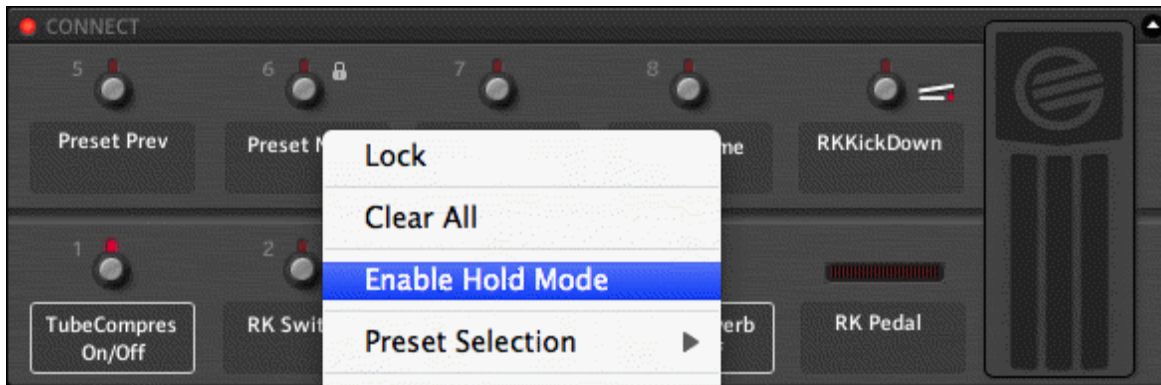 CONNECT
5
6
7
8
Preset Prev
Preset
me
RKKickDown
Lock
Clear All
Enable Hold Mode
Preset Selection
1
2
TubeCompres
On/Off
RK Swit
erb
RK Pedal